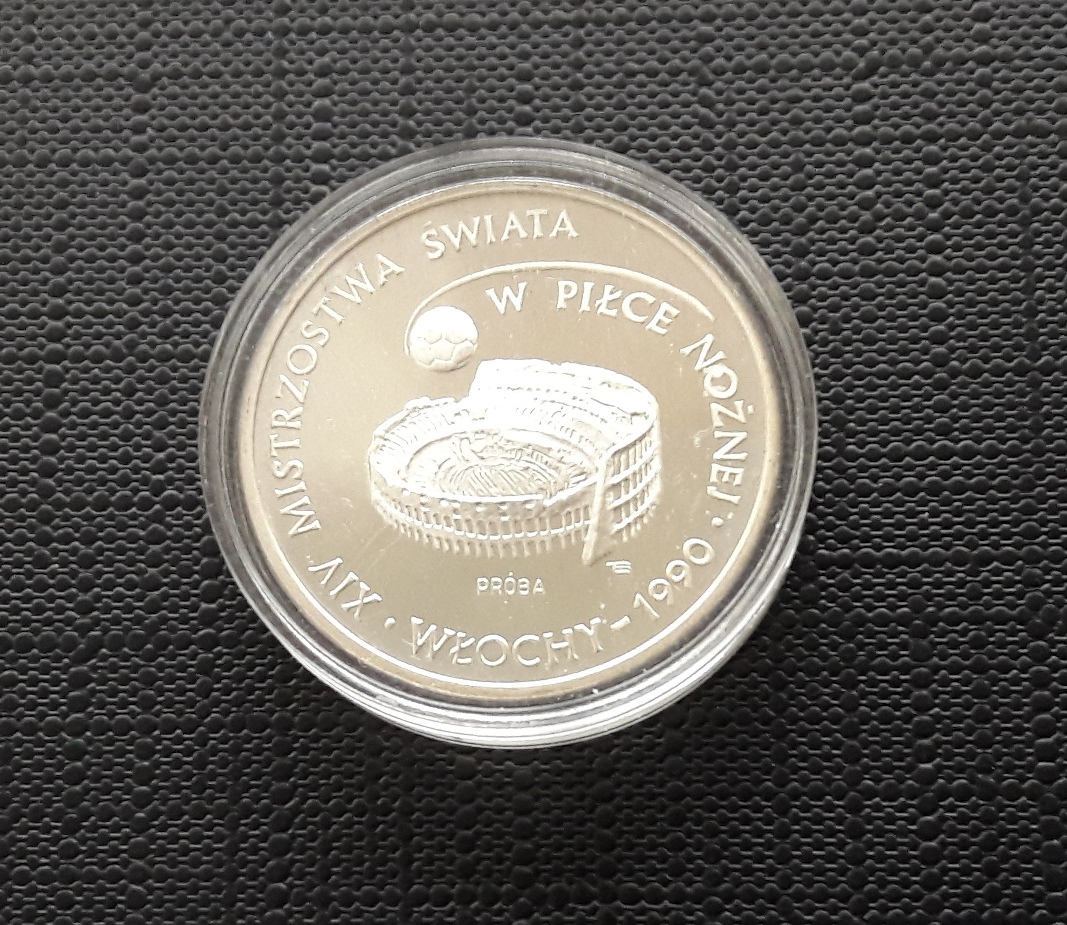 XIV MISTRZOSTWA ŚWIATA
W PIŁCE NOŻNEJ ·
WŁOCHY – 1990 ·
PRÓBA